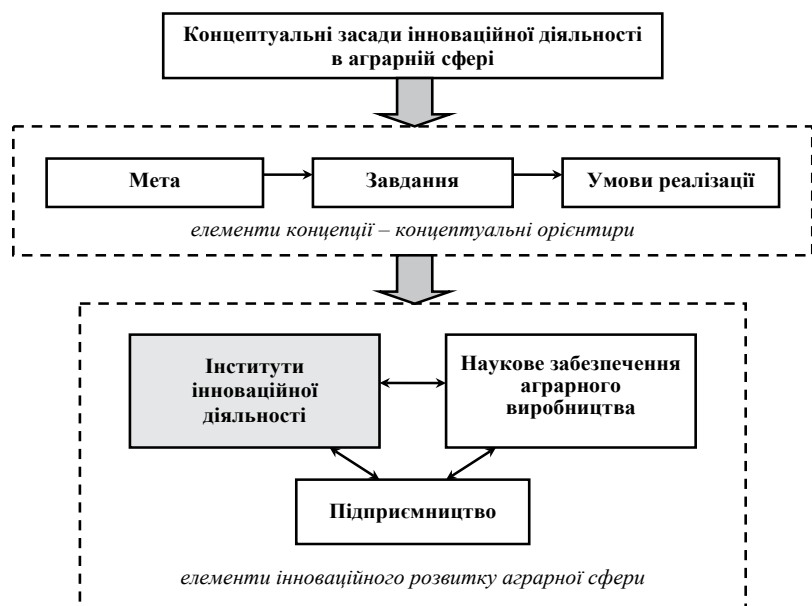 Концептуальні засади інноваційної діяльності
в аграрній сфері
Мета
Завдання
Умови реалізації
елементи концепції – концептуальні орієнтири
Інститути
інноваційної
діяльності
Наукове забезпечення
аграрного
виробництва
Підприємництво
елементи інноваційного розвитку аграрної сфери